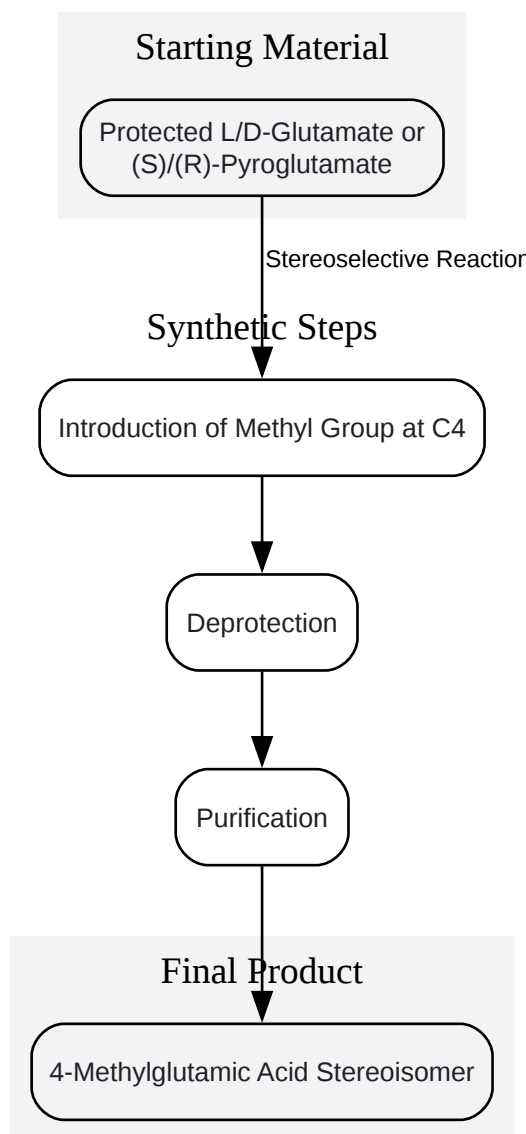 Starting Material
Protected L/D-Glutamate or
(S)/(R)-Pyroglutamate
Stereoselective Reaction
Synthetic Steps
Introduction of Methyl Group at C4
Deprotection
Purification
Final Product
4-Methylglutamic Acid Stereoisomer